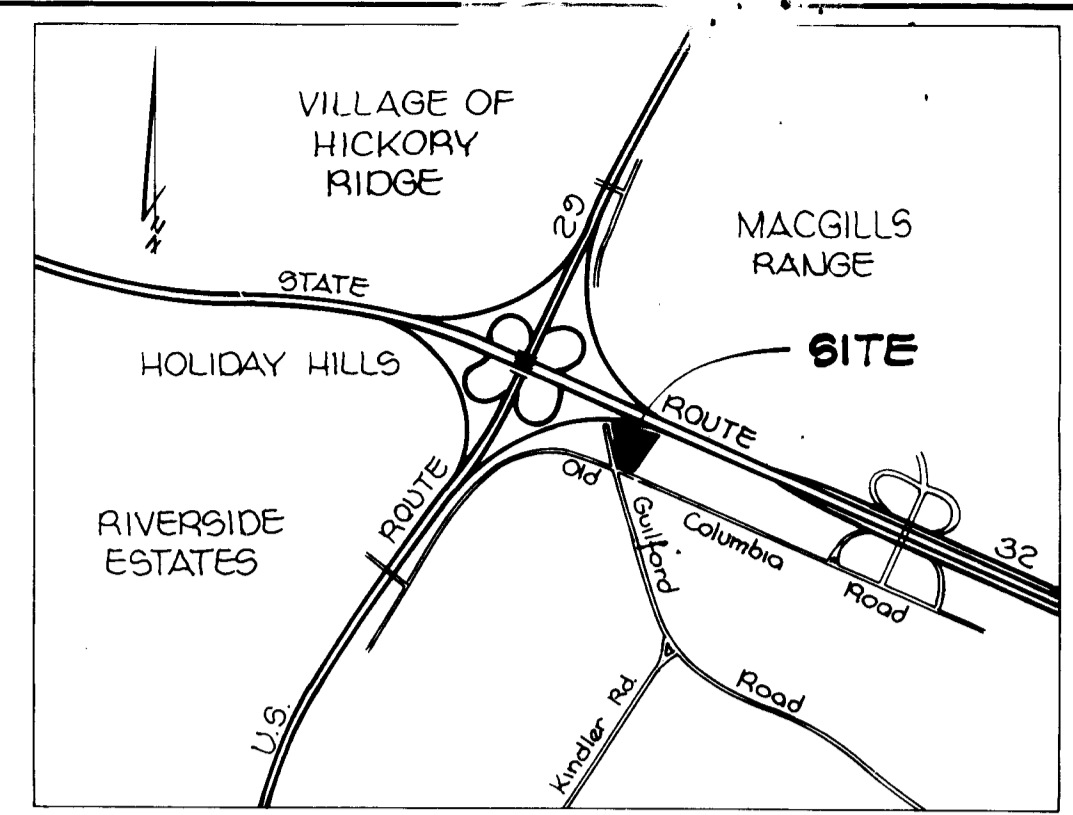 VILLAGE OF
HICKORY
RIDGE
N
29
MACGILLS
RANGE
STATE
HOLIDAY HILLS
SITE
ROUTE
ROUTE
Old
RIVERSIDE
ESTATES
Guilford
Columbia
32
Road
Kindler Rd.
Road
U.S.